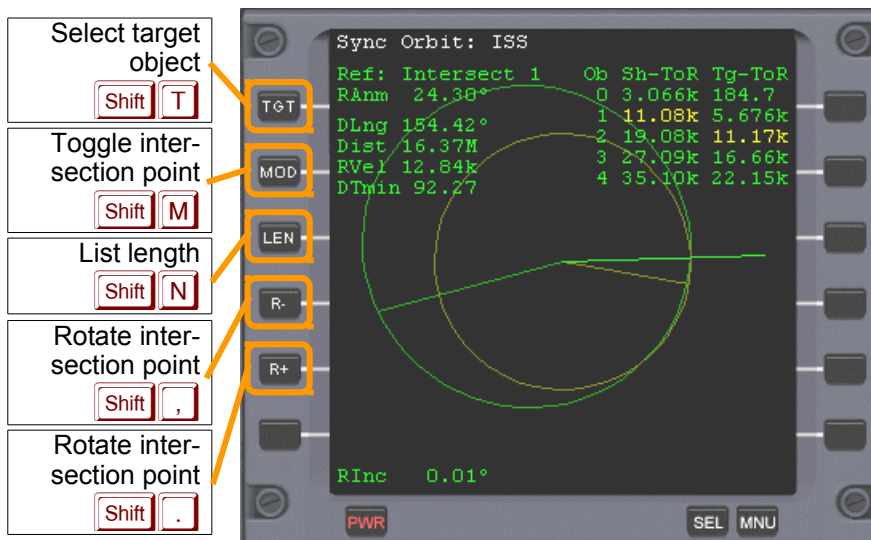 Select target
object
Shift T
Toggle inter-
section point
Shift M
List length
Shift N
Rotate inter-
section point
Shift ,
Rotate inter-
section point
Shift .
TGT
MOD
LEN
R-
R+
Sync Orbit: ISS
Ref: Intersect 1
RAnm 24.30°
DLng 154.42°
Dist 16.37M
RVel 12.84k
DTmin 92.27
Ob Sh-ToR Tg-ToR
0 3.066k 184.7
1 11.08k 5.676k
2 19.08k 11.17k
3 27.09k 16.66k
4 35.10k 22.15k
RInc 0.01°
PWR
SEL MNU